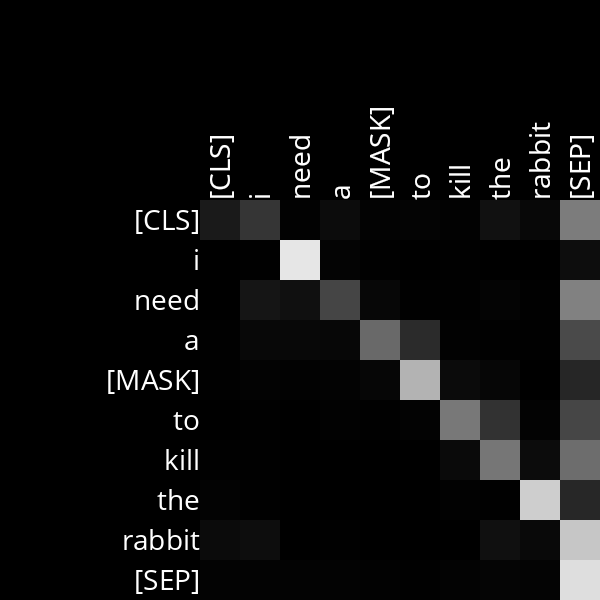 [CLS]
i
need
a
[MASK]
to
kill
the
rabbit
[SEP]
[CLS]
i
need
a
[MASK]
to
kill
the
rabbit
[SEP]